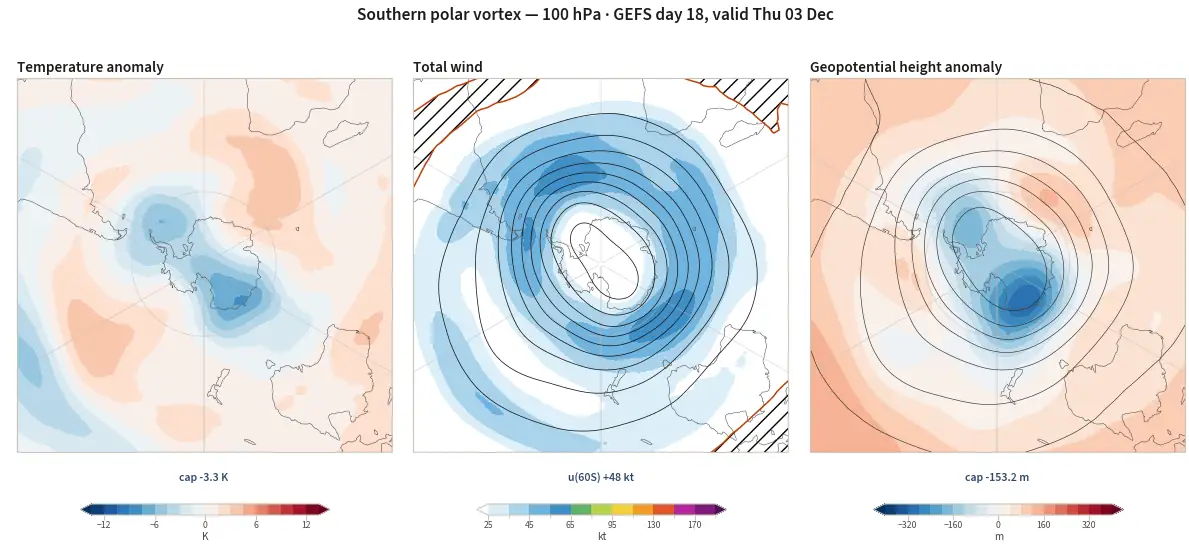 Southern polar vortex — 100 hPa · GEFS day 18, valid Thu 03 Dec
Temperature anomaly
Total wind
Geopotential height anomaly
cap -3.3 K
u(60S) +48 kt
cap -153.2 m
−12 −6 0 6 12
K
25 45 65 95 130 170
kt
−320 −160 0 160 320
m